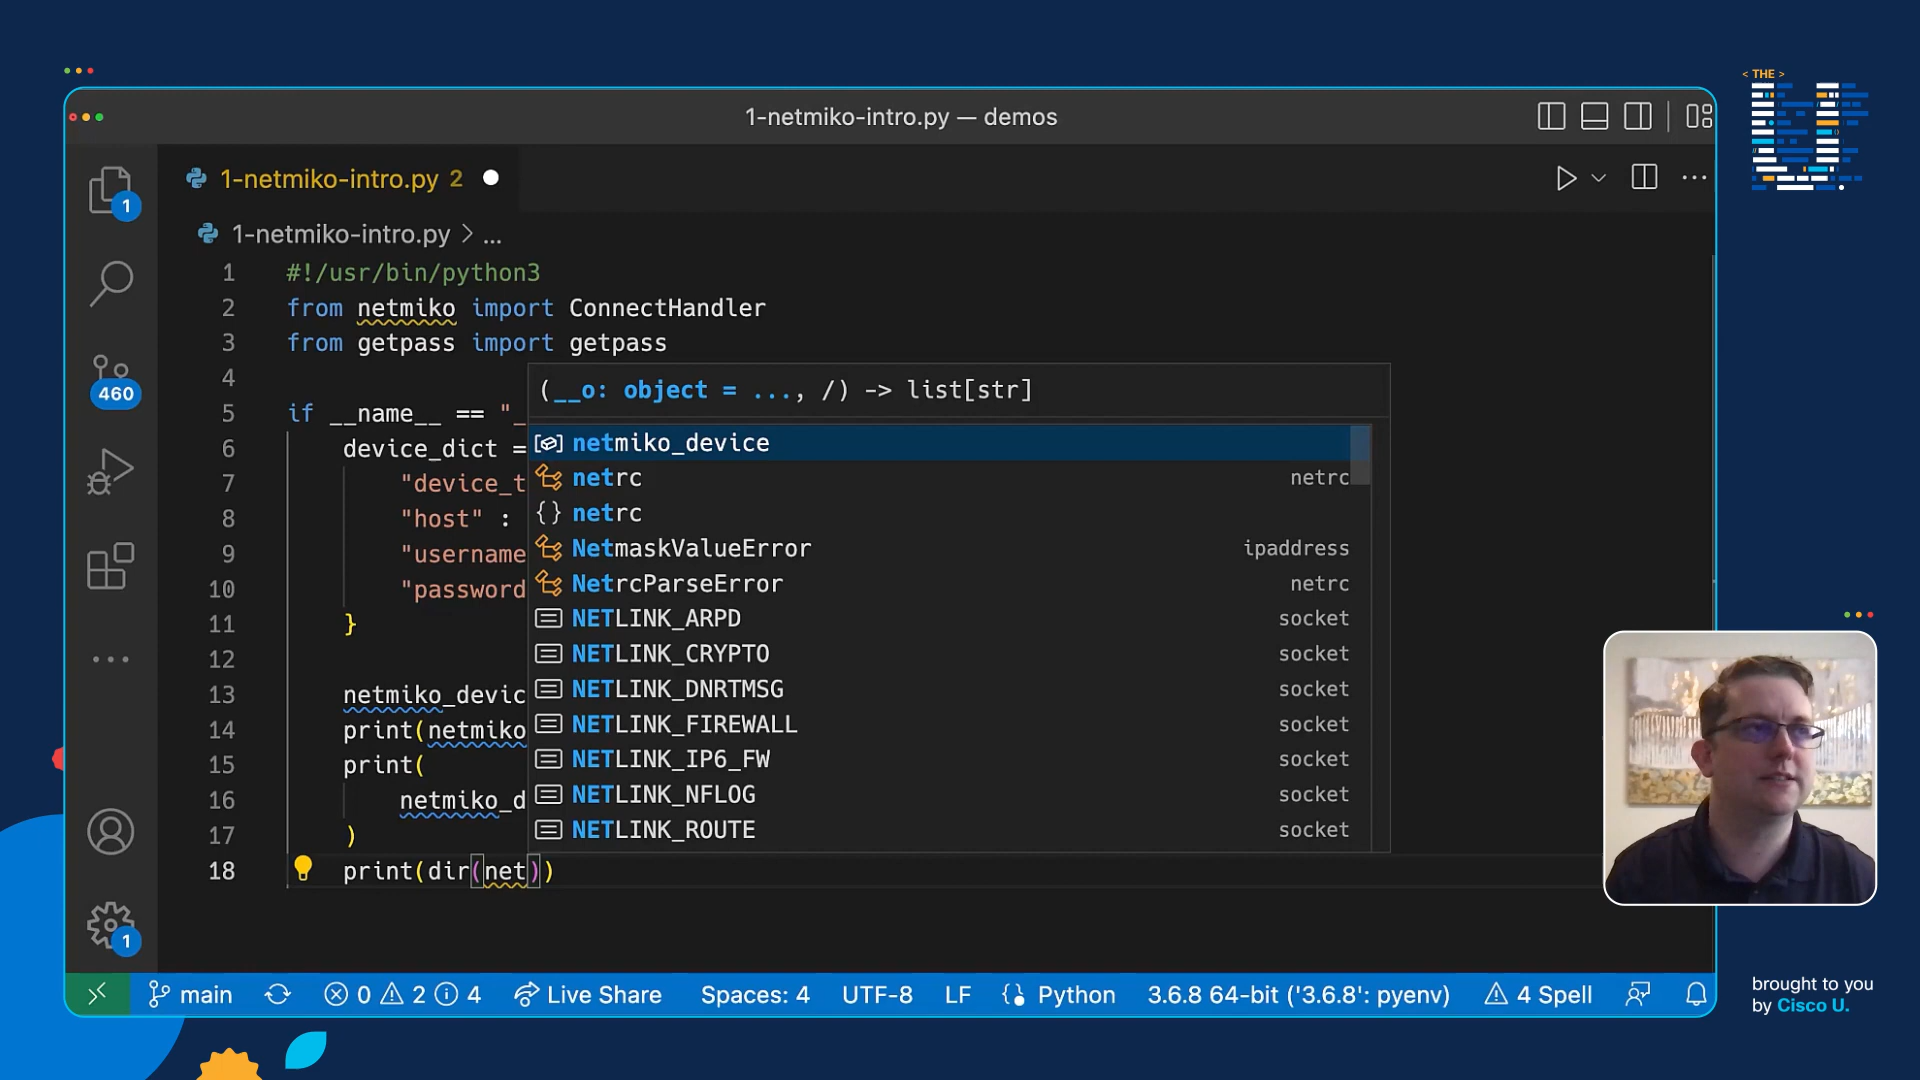 < THE >
1-netmiko-intro.py — demos
1
460
1
1-netmiko-intro.py 2
1-netmiko-intro.py > ...
1 #!/usr/bin/python3
2 from netmiko import ConnectHandler
3 from getpass import getpass
4
5 if __name__ == "_
6 device_dict =
7 "device_t
8 "host" :
9 "username
10 "password
11 }
12
13 netmiko_devic
14 print(netmiko
15 print(
16 netmiko_d
17 )
18 print(dir(net))
(__o: object = ..., /) -> list[str]
netmiko_device
netrc netrc
{} netrc
NetmaskValueError ipaddress
NetrcParseError netrc
NETLINK_ARPD socket
NETLINK_CRYPTO socket
NETLINK_DNRTMSG socket
NETLINK_FIREWALL socket
NETLINK_IP6_FW socket
NETLINK_NFLOG socket
NETLINK_ROUTE socket
main 0 2 4 Live Share Spaces: 4 UTF-8 LF Python 3.6.8 64-bit ('3.6.8': pyenv) 4 Spell
brought to you
by Cisco U.